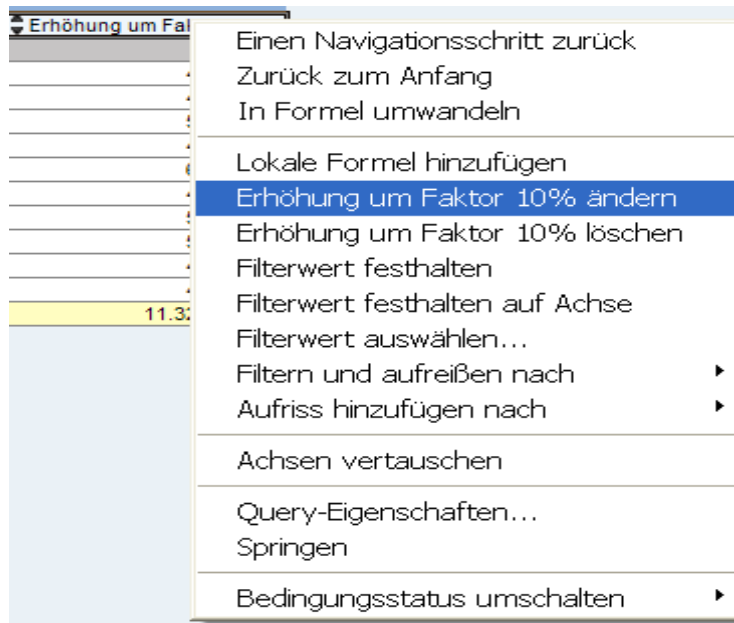 Erhöhung um
Einen Navigationsschritt zurück
Zurück zum Anfang
In Formel umwandeln
Lokale Formel hinzufügen
Erhöhung um Faktor 10% ändern
Erhöhung um Faktor 10% löschen
Filterwert festhalten
Filterwert festhalten auf Achse
11.3
Filterwert auswählen...
Filtern und aufreißen nach
Aufriss hinzufügen nach
Achsen vertauschen
Query-Eigenschaften...
Springen
Bedingungsstatus umschalten